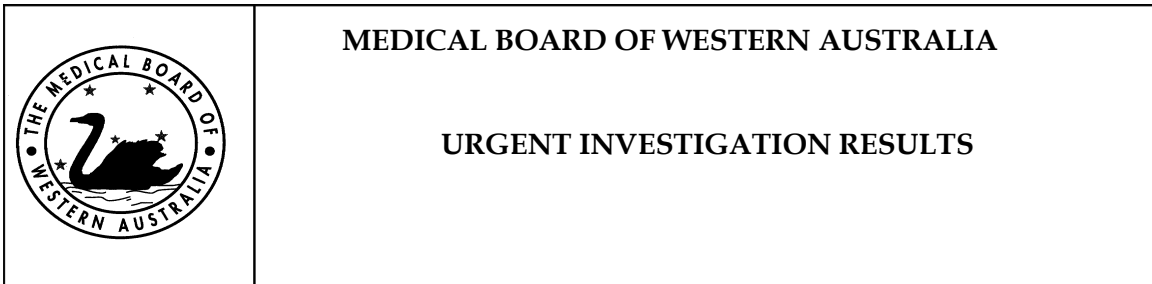 THE MEDICAL BOARD OF
WESTERN AUSTRALIA
MEDICAL BOARD OF WESTERN AUSTRALIA
URGENT INVESTIGATION RESULTS